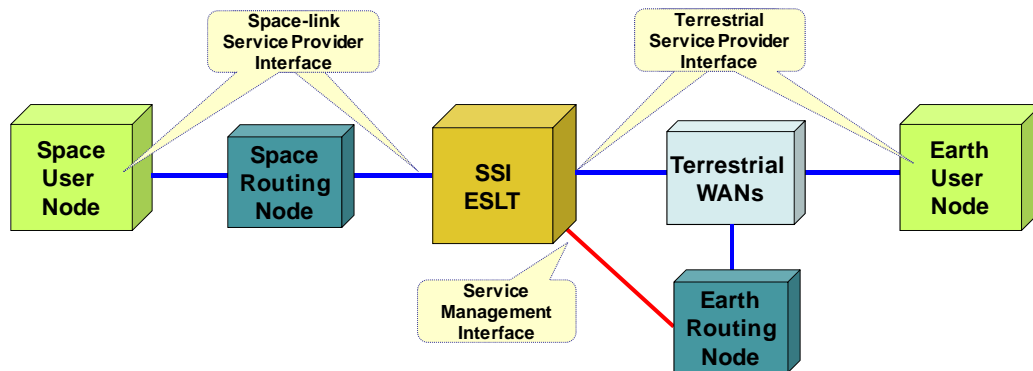 Space-link
Service Provider
Interface
Terrestrial
Service Provider
Interface
Space
User
Node
Space
Routing
Node
SSI
ESLT
Terrestrial
WANs
Earth
User
Node
Service
Management
Interface
Earth
Routing
Node